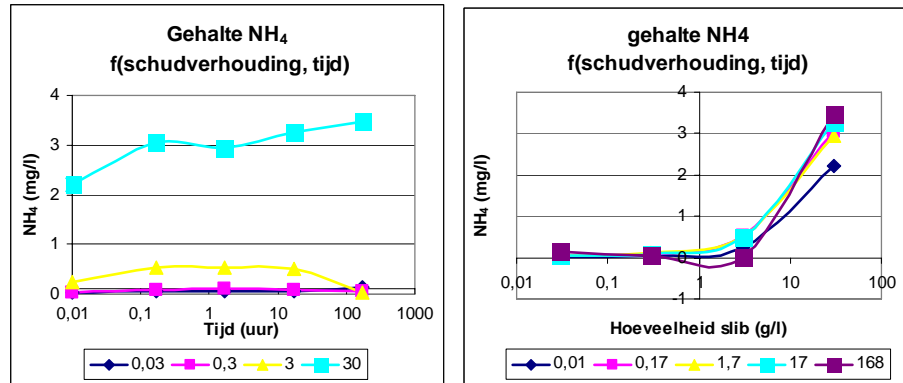 Gehalte NH4
f(schudverhouding, tijd)
4
3
2
1
0
NH4 (mg/l)
0,01 0,1 1 10 100 1000
Tijd (uur)
0,03 0,3 3 30
gehalte NH4
f(schudverhouding, tijd)
4
3
2
1
0
-1
NH4 (mg/l)
0,01 0,1 1 10 100
Hoeveelheid slib (g/l)
0,01 0,17 1,7 17 168